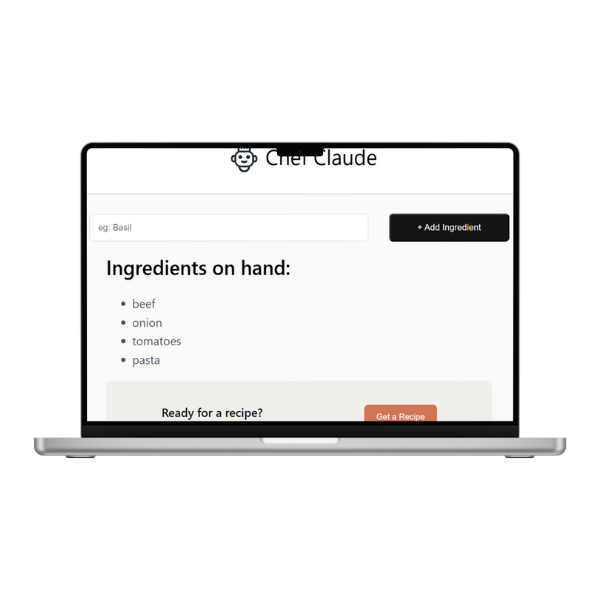 Chef Claude
eg: Basil
+ Add Ingredient
Ingredients on hand:
beef
onion
tomatoes
pasta
Ready for a recipe?
Get a Recipe